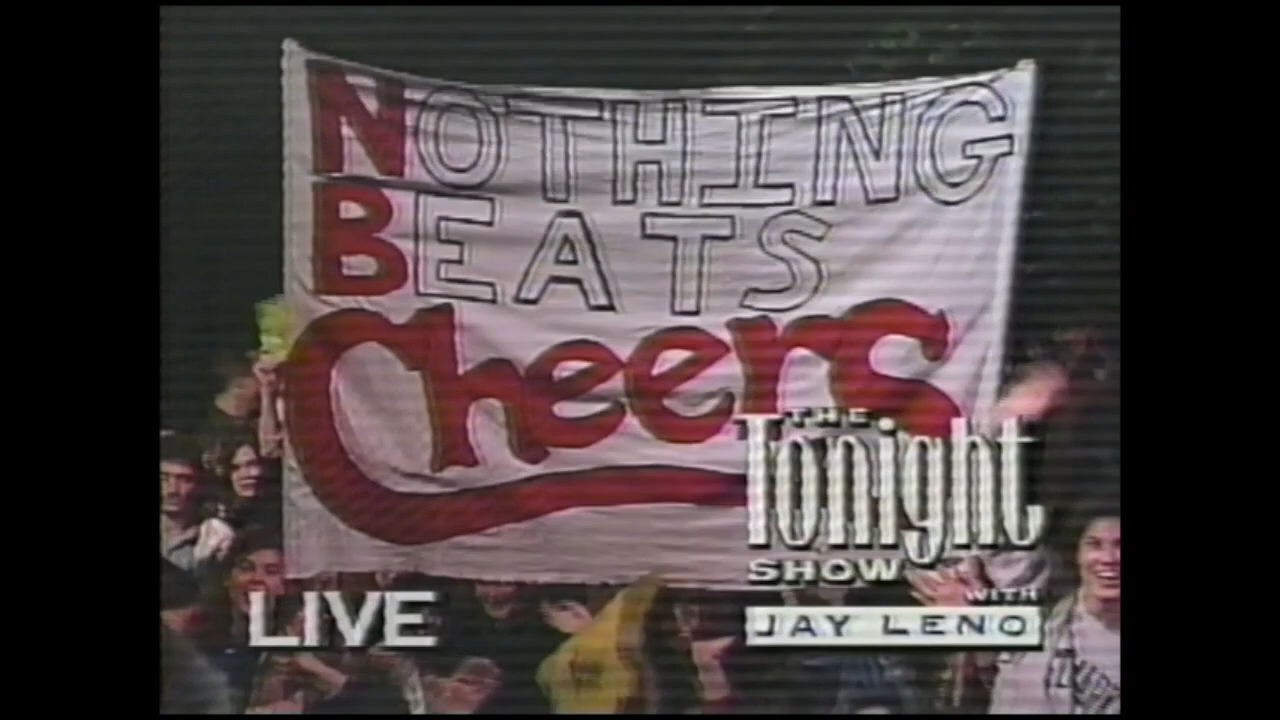 NOTHING
BEATS
Cheers
THE
Tonight
SHOW
WITH
JAY LENO
LIVE